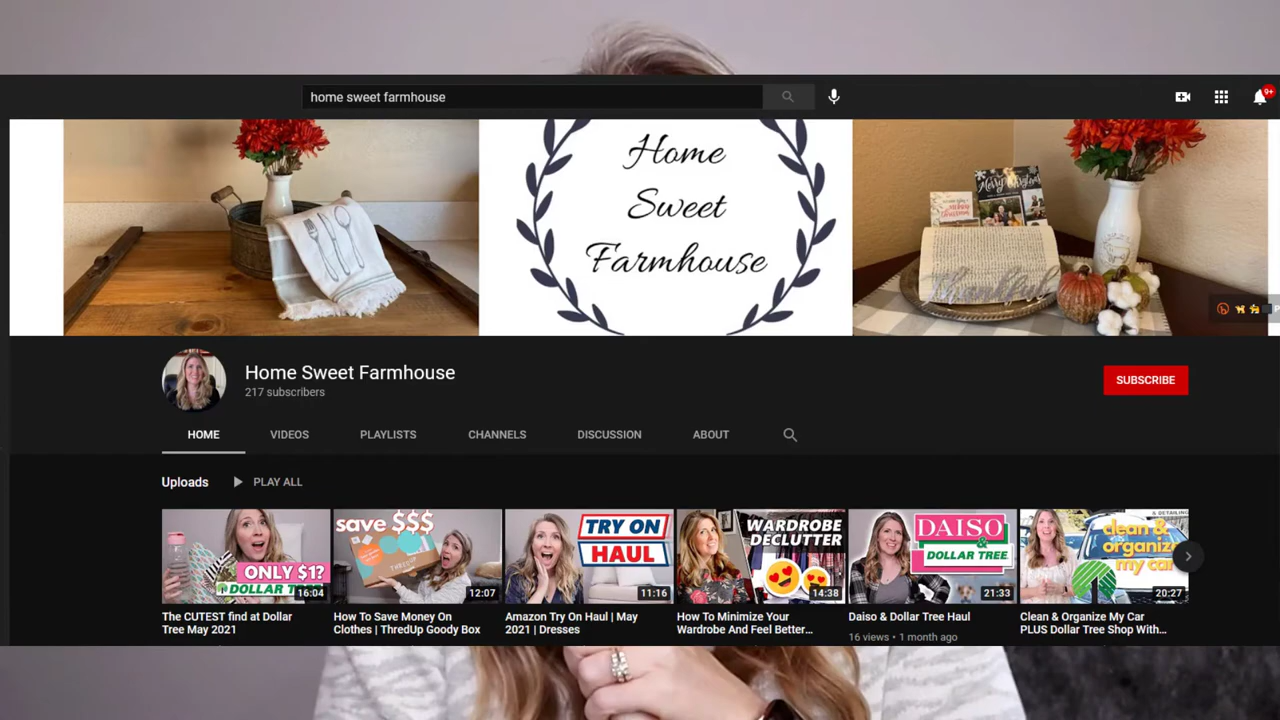 home sweet farmhouse
9+
Home
Sweet
Farmhouse
Home Sweet Farmhouse
217 subscribers
SUBSCRIBE
HOME VIDEOS PLAYLISTS CHANNELS DISCUSSION ABOUT
Uploads PLAY ALL
ONLY $1?
DOLLAR T
16:04
save $$$
12:07
TRY ON
HAUL
11:16
WARDROBE
DECLUTTER
14:38
DAISO
&
DOLLAR TREE
21:33
& DETAILING
clean &
organize
my car
20:27
The CUTEST find at Dollar
Tree May 2021
How To Save Money On
Clothes | ThredUp Goody Box
Amazon Try On Haul | May
2021 | Dresses
How To Minimize Your
Wardrobe And Feel Better...
Daiso & Dollar Tree Haul
16 views • 1 month ago
Clean & Organize My Car
PLUS Dollar Tree Shop With...